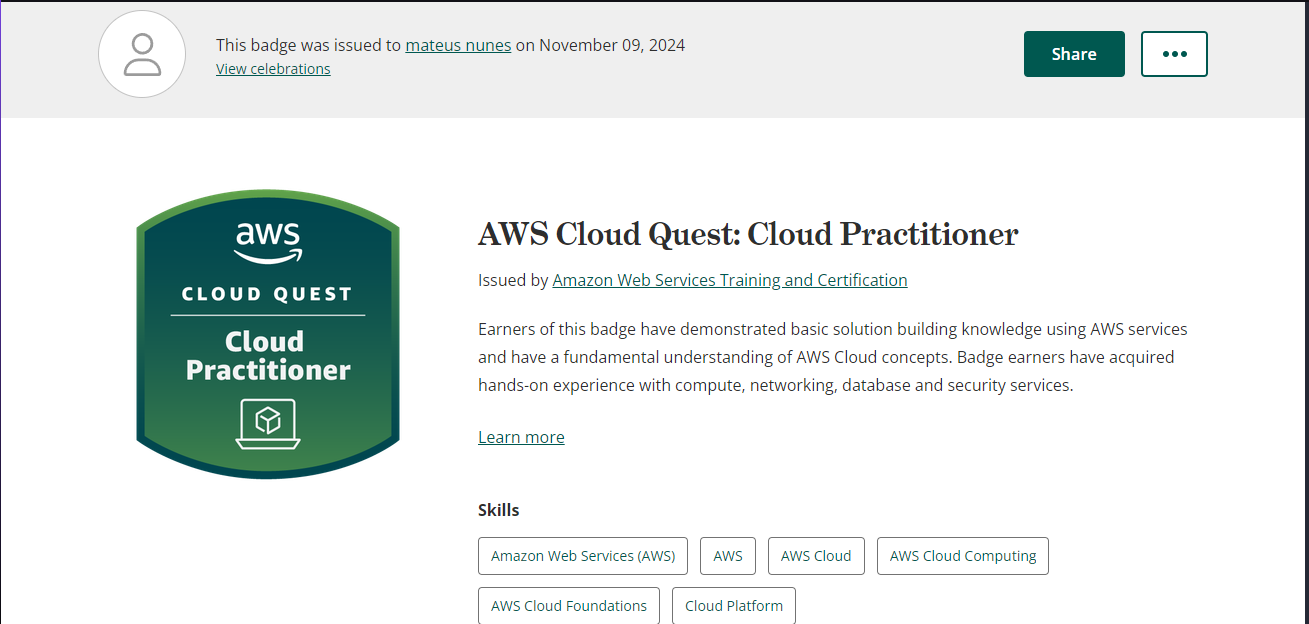 This badge was issued to mateus nunes on November 09, 2024
View celebrations
Share
aws
CLOUD QUEST
Cloud
Practitioner
AWS Cloud Quest: Cloud Practitioner
Issued by Amazon Web Services Training and Certification
Earners of this badge have demonstrated basic solution building knowledge using AWS services
and have a fundamental understanding of AWS Cloud concepts. Badge earners have acquired
hands-on experience with compute, networking, database and security services.
Learn more
Skills
Amazon Web Services (AWS) AWS AWS Cloud AWS Cloud Computing
AWS Cloud Foundations Cloud Platform